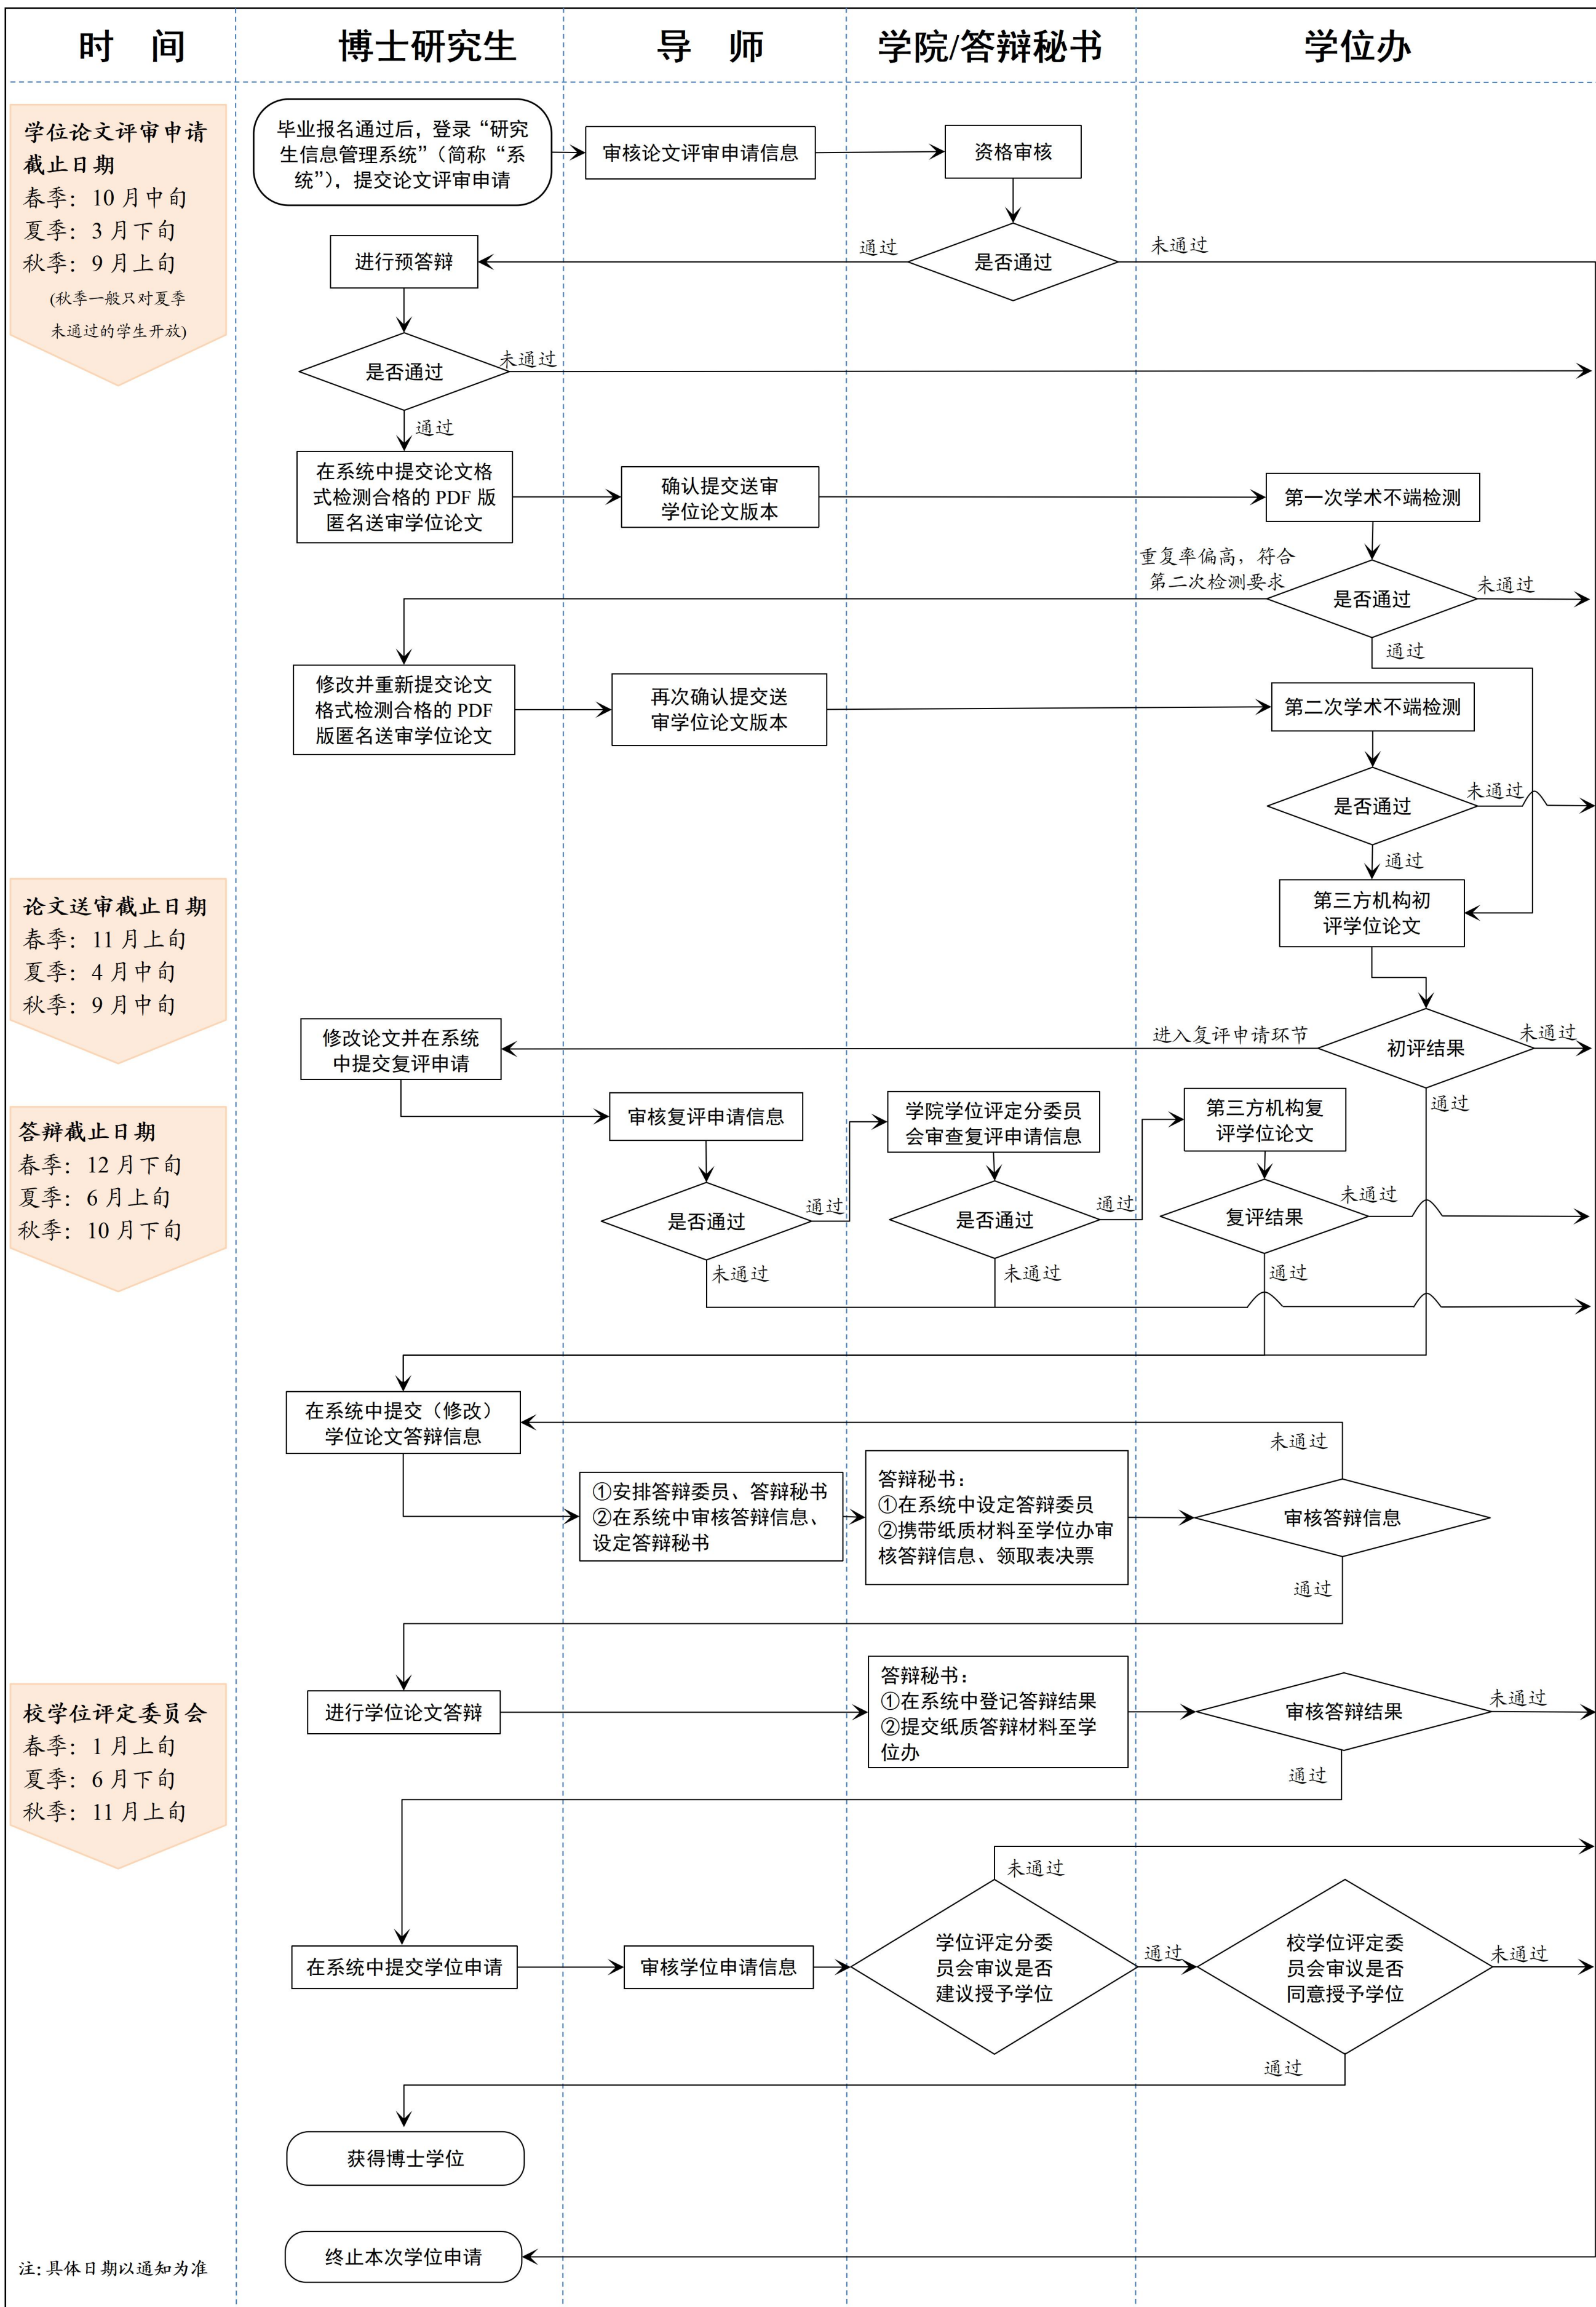 时 间
博士研究生
导 师
学院/答辩秘书
学位办
学位论文评审申请
截止日期
春季：10 月中旬
夏季：3 月下旬
秋季：9 月上旬
(秋季一般只对夏季
未通过的学生开放)
毕业报名通过后，登录“研究
生信息管理系统”（简称“系
统”），提交论文评审申请
审核论文评审申请信息
资格审核
是否通过
通过
未通过
进行预答辩
是否通过
未通过
通过
在系统中提交论文格
式检测合格的 PDF 版
匿名送审学位论文
确认提交送审
学位论文版本
第一次学术不端检测
重复率偏高，符合
第二次检测要求
是否通过
未通过
通过
修改并重新提交论文
格式检测合格的 PDF
版匿名送审学位论文
再次确认提交送
审学位论文版本
第二次学术不端检测
是否通过
未通过
通过
论文送审截止日期
春季：11 月上旬
夏季：4 月中旬
秋季：9 月中旬
第三方机构初
评学位论文
初评结果
进入复评申请环节
未通过
通过
修改论文并在系统
中提交复评申请
答辩截止日期
春季：12 月下旬
夏季：6 月上旬
秋季：10 月下旬
审核复评申请信息
学院学位评定分委员
会审查复评申请信息
第三方机构复
评学位论文
是否通过
通过
未通过
是否通过
通过
未通过
复评结果
未通过
通过
在系统中提交（修改）
学位论文答辩信息
①安排答辩委员、答辩秘书
②在系统中审核答辩信息、
设定答辩秘书
答辩秘书：
①在系统中设定答辩委员
②携带纸质材料至学位办审
核答辩信息、领取表决票
审核答辩信息
未通过
通过
校学位评定委员会
春季：1 月上旬
夏季：6 月下旬
秋季：11 月上旬
进行学位论文答辩
答辩秘书：
①在系统中登记答辩结果
②提交纸质答辩材料至学
位办
审核答辩结果
未通过
通过
在系统中提交学位申请
审核学位申请信息
学位评定分委
员会审议是否
建议授予学位
未通过
通过
校学位评定委
员会审议是否
同意授予学位
未通过
通过
获得博士学位
终止本次学位申请
注：具体日期以通知为准